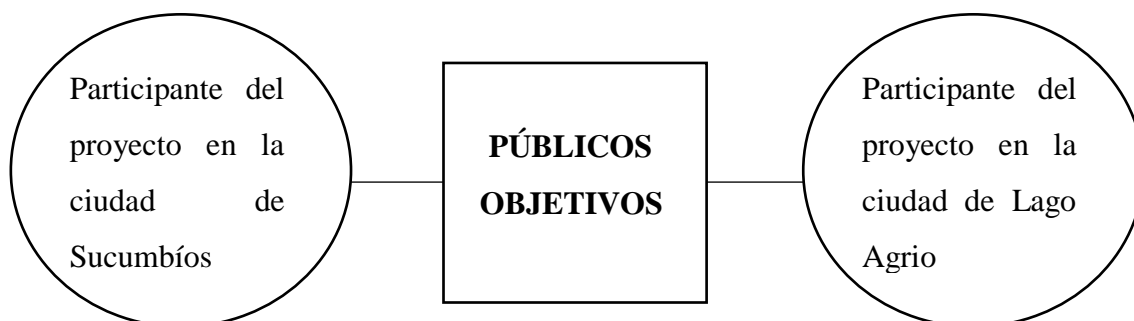 Participante del
proyecto en la
ciudad de
Sucumbíos
PÚBLICOS
OBJETIVOS
Participante del
proyecto en la
ciudad de Lago
Agrio